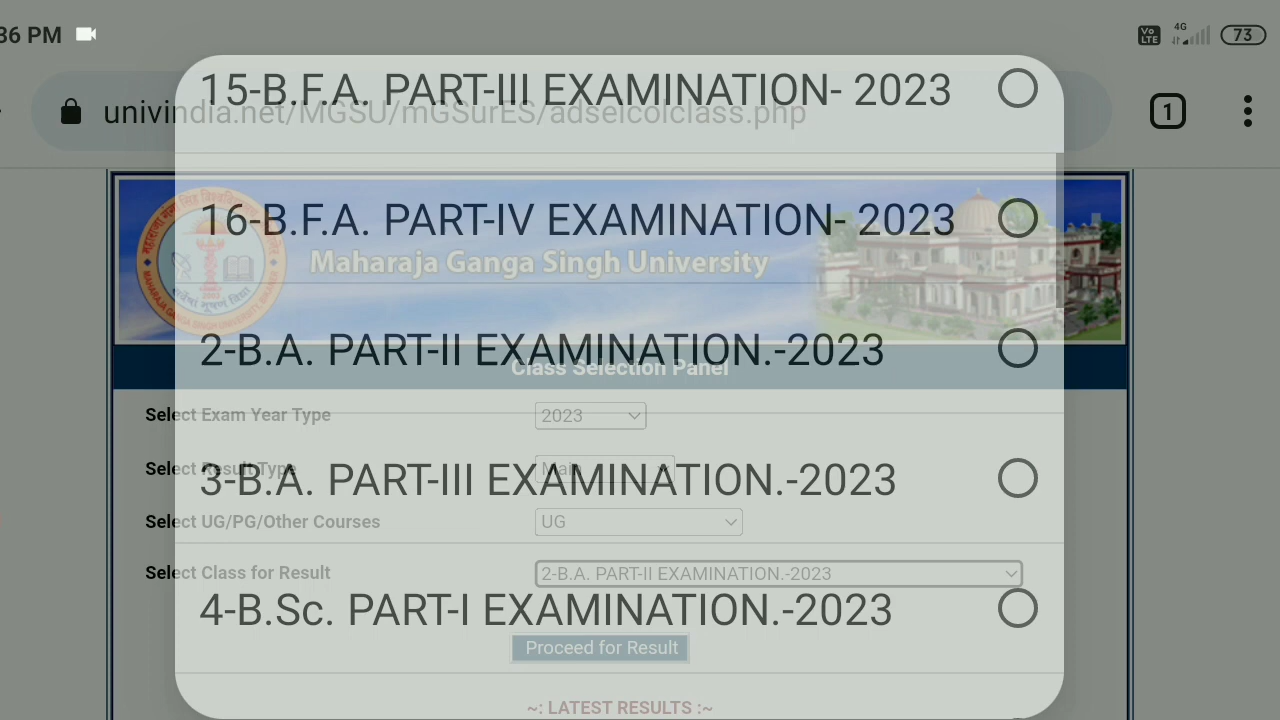 36 PM
VoLTE 4G 73
univindia.net/MGSU/mGSurES/adselcolclass.php
1
15-B.F.A. PART-III EXAMINATION- 2023
16-B.F.A. PART-IV EXAMINATION- 2023
Maharaja Ganga Singh University
2-B.A. PART-II EXAMINATION.-2023
Class Selection Panel
Select Exam Year Type 2023
Select Result Type Main
3-B.A. PART-III EXAMINATION.-2023
Select UG/PG/Other Courses UG
Select Class for Result 2-B.A. PART-II EXAMINATION.-2023
4-B.Sc. PART-I EXAMINATION.-2023
Proceed for Result
~: LATEST RESULTS :~